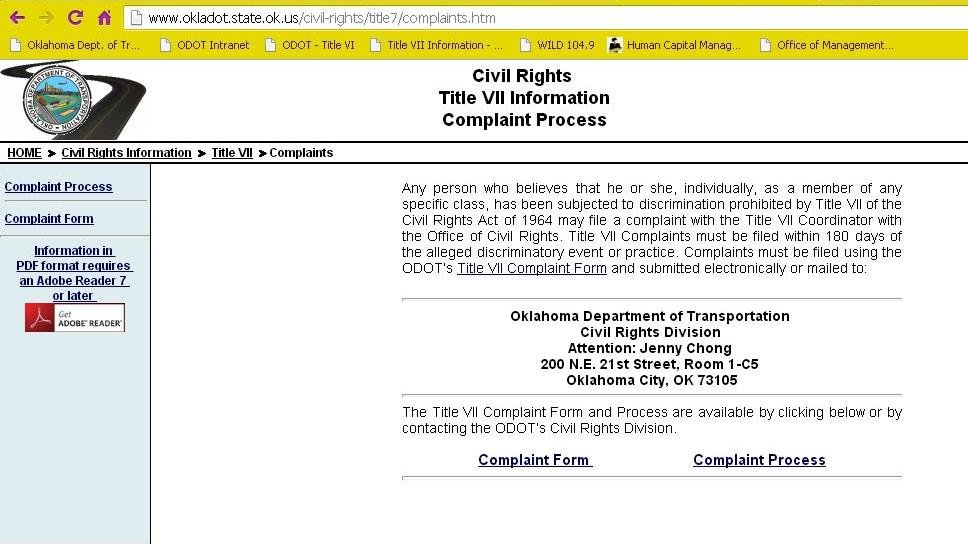 www.okladot.state.ok.us/civil-rights/title7/complaints.htm
Oklahoma Dept. of Tr... ODOT Intranet ODOT - Title VI Title VII Information - ... WILD 104.9 Human Capital Manag... Office of Management...
OKLAHOMA DEPARTMENT OF TRANSPORTATION
Civil Rights
Title VII Information
Complaint Process
HOME > Civil Rights Information > Title VII > Complaints
Complaint Process
Complaint Form
Information in
PDF format requires
an Adobe Reader 7
or later
Get
ADOBE® READER®
Any person who believes that he or she, individually, as a member of any
specific class, has been subjected to discrimination prohibited by Title VII of the
Civil Rights Act of 1964 may file a complaint with the Title VII Coordinator with
the Office of Civil Rights. Title VII Complaints must be filed within 180 days of
the alleged discriminatory event or practice. Complaints must be filed using the
ODOT's Title VII Complaint Form and submitted electronically or mailed to:
Oklahoma Department of Transportation
Civil Rights Division
Attention: Jenny Chong
200 N.E. 21st Street, Room 1-C5
Oklahoma City, OK 73105
The Title VII Complaint Form and Process are available by clicking below or by
contacting the ODOT's Civil Rights Division.
Complaint Form Complaint Process